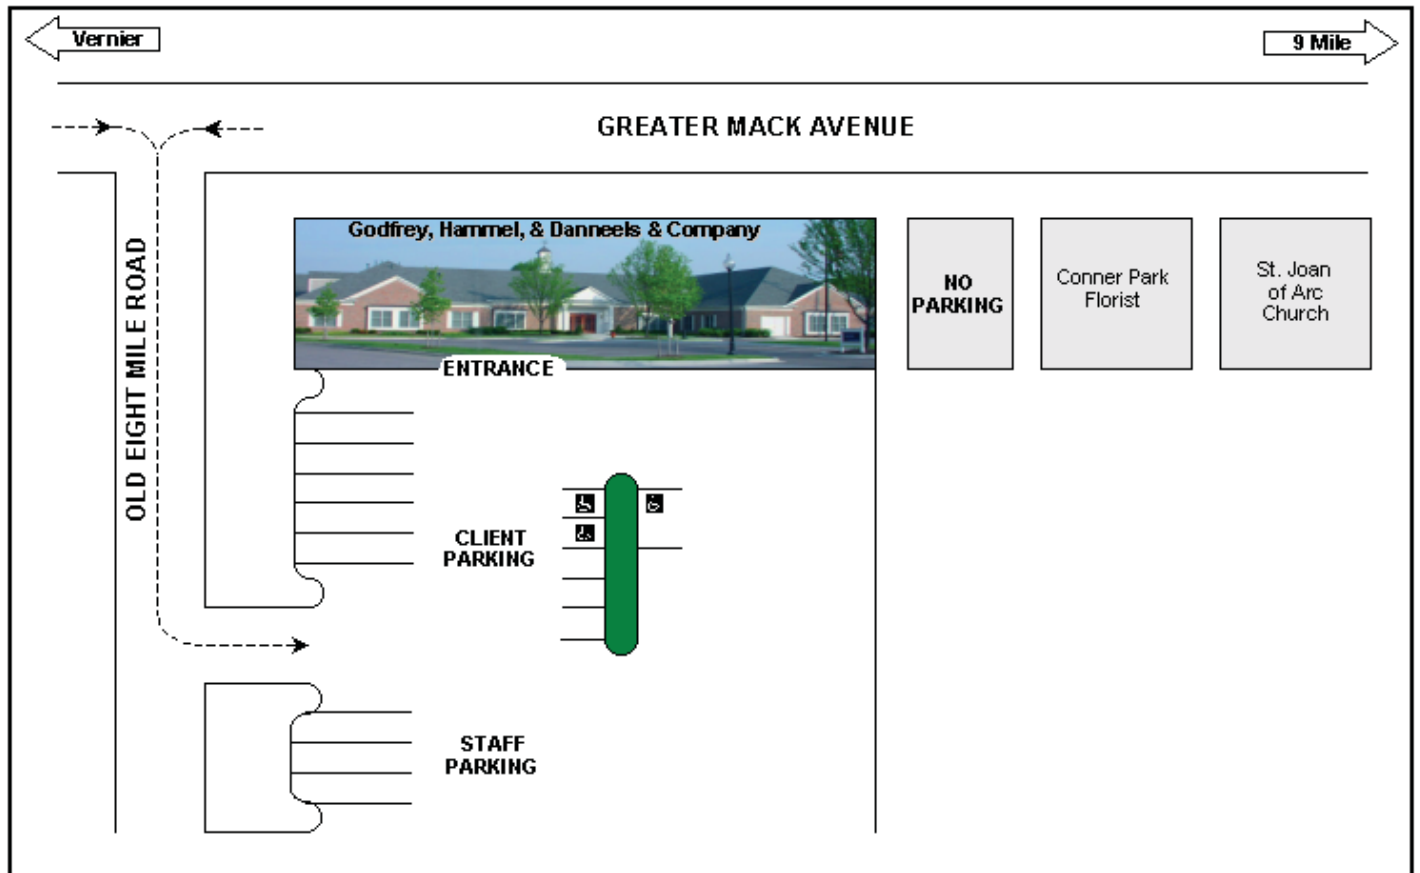 Vernier
9 Mile
GREATER MACK AVENUE
OLD EIGHT MILE ROAD
Godfrey, Hammel, & Danneels & Company
ENTRANCE
NO
PARKING
Conner Park
Florist
St. Joan
of Arc
Church
CLIENT
PARKING
STAFF
PARKING